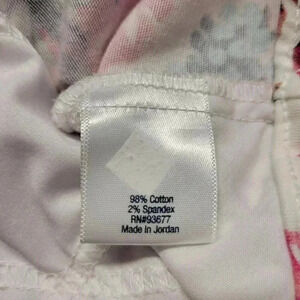 98% Cotton
2% Spandex
RN#93677
Made In Jordan